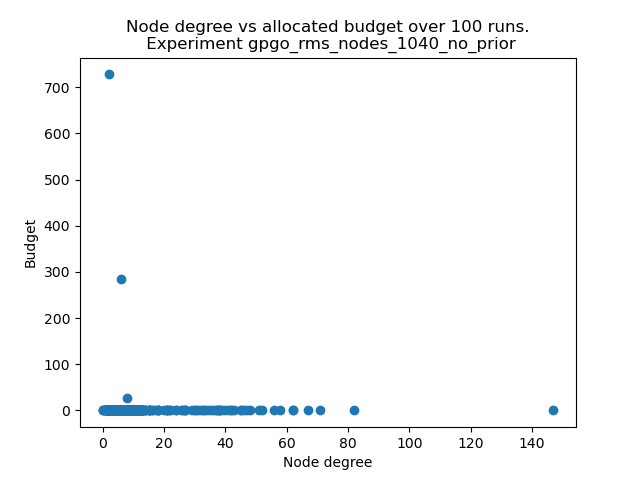 Node degree vs allocated budget over 100 runs.
Experiment gpgo_rms_nodes_1040_no_prior
700
600
500
400
300
200
100
0
Budget
0 20 40 60 80 100 120 140
Node degree